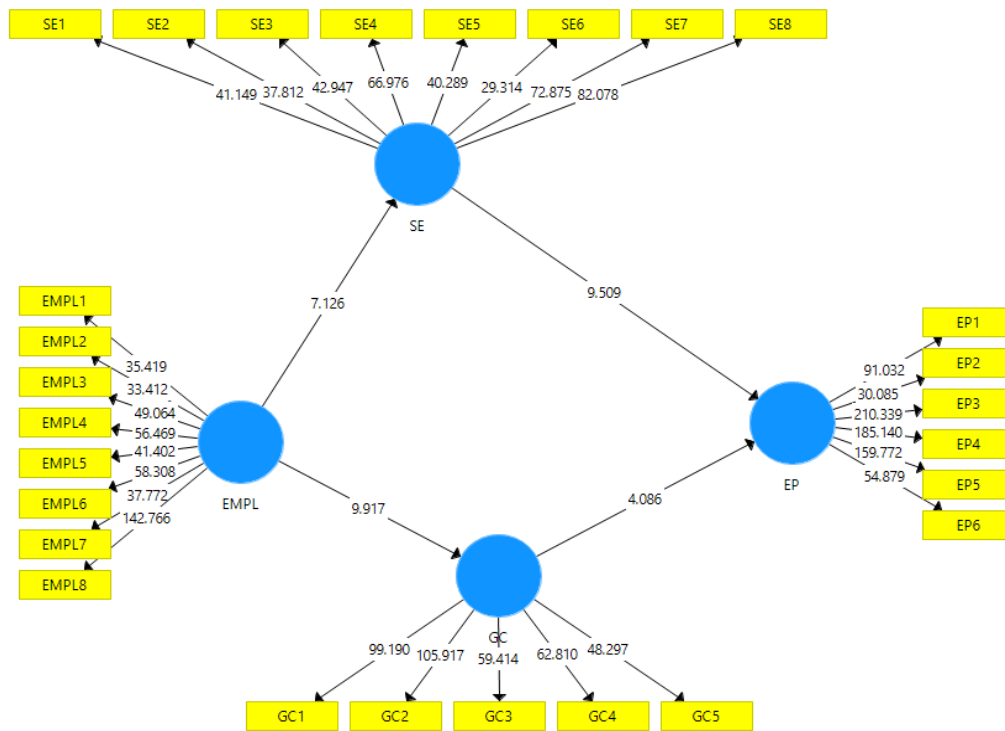 SE1 SE2 SE3 SE4 SE5 SE6 SE7 SE8
41.149 37.812 42.947 66.976 40.289 29.314 72.875 82.078
SE
7.126
9.509
EMPL1
EMPL2
EMPL3
EMPL4
EMPL5
EMPL6
EMPL7
EMPL8
35.419
33.412
49.064
56.469
41.402
58.308
37.772
142.766
EMPL
9.917
4.086
EP
91.032
30.085
210.339
185.140
159.772
54.879
EP1
EP2
EP3
EP4
EP5
EP6
GC
99.190 105.917 59.414 62.810 48.297
GC1 GC2 GC3 GC4 GC5